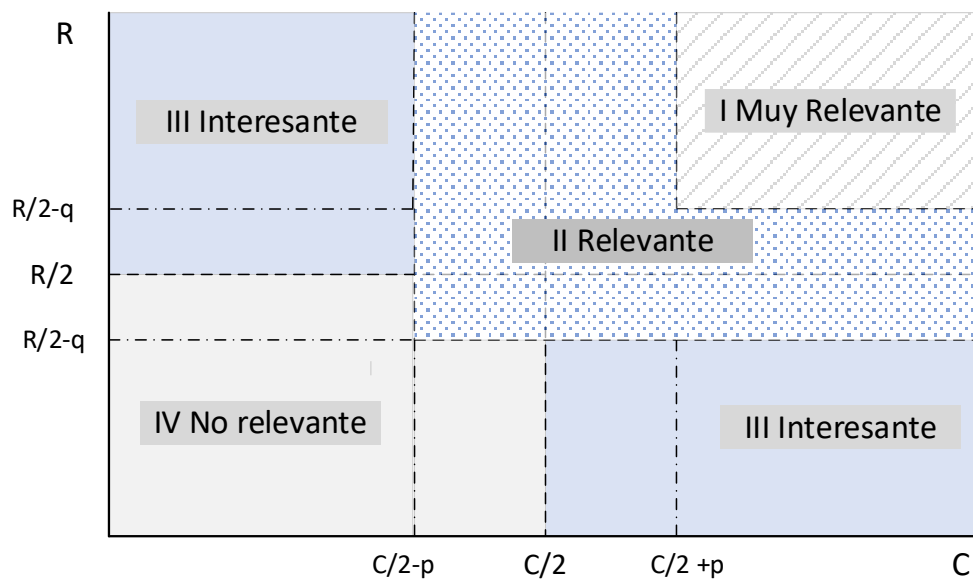 R
III Interesante
I Muy Relevante
R/2-q
II Relevante
R/2
R/2-q
IV No relevante
III Interesante
C/2-p
C/2
C/2 +p
C